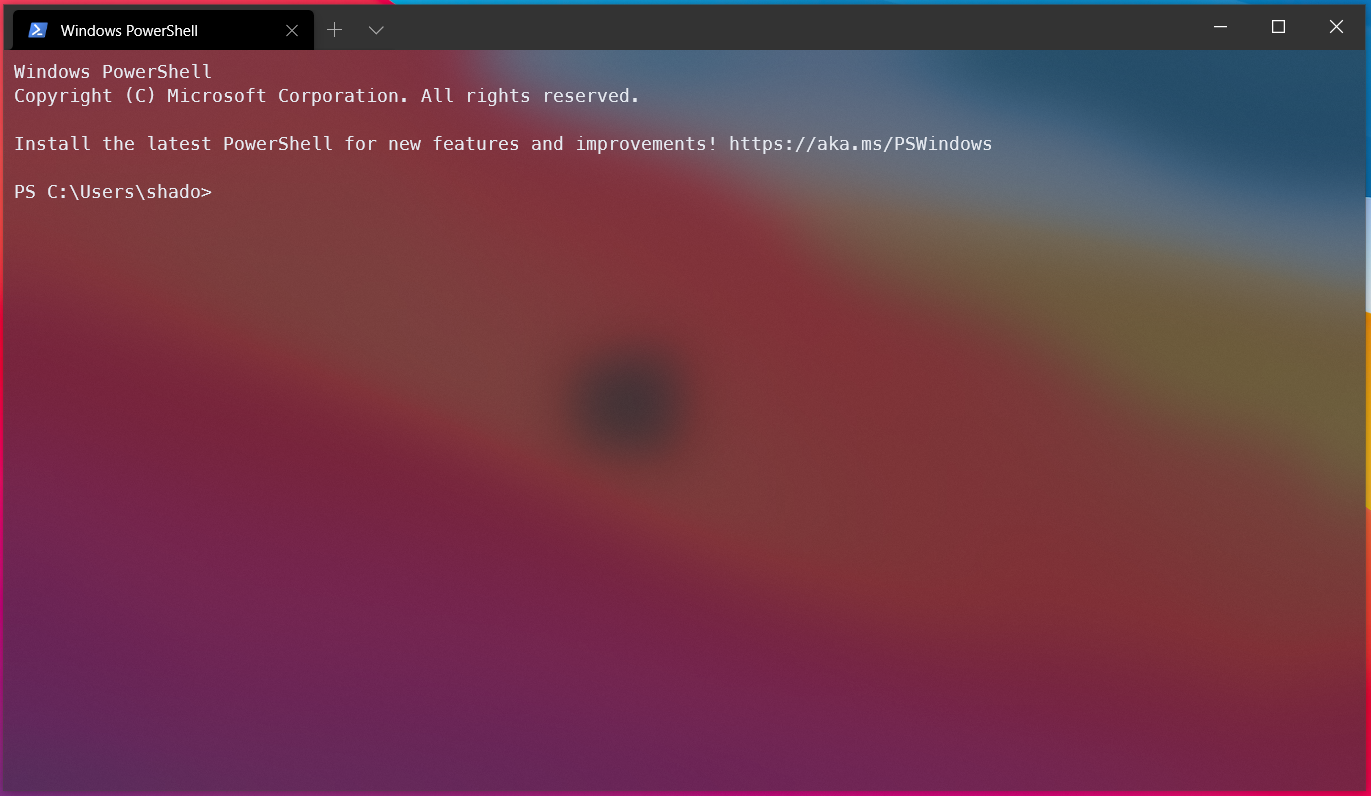 Windows PowerShell
Windows PowerShell
Copyright (C) Microsoft Corporation. All rights reserved.
Install the latest PowerShell for new features and improvements! https://aka.ms/PSWindows
PS C:\Users\shado>